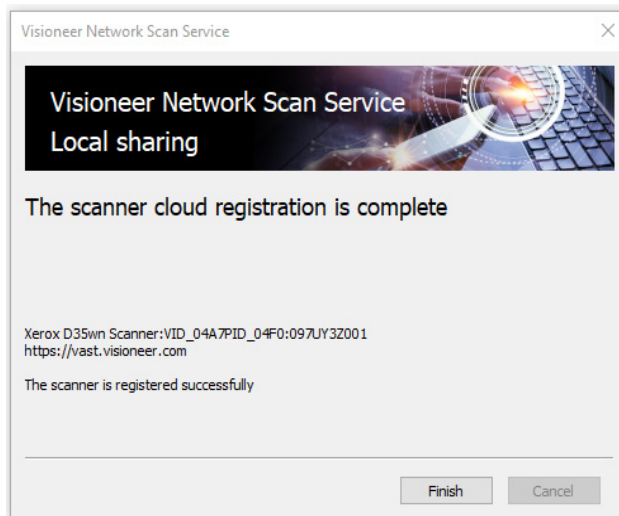 Visioneer Network Scan Service
Visioneer Network Scan Service
Local sharing
The scanner cloud registration is complete
Xerox D35wn Scanner:VID_04A7PID_04F0:097UY3Z001
https://vast.visioneer.com
The scanner is registered successfully
Finish
Cancel